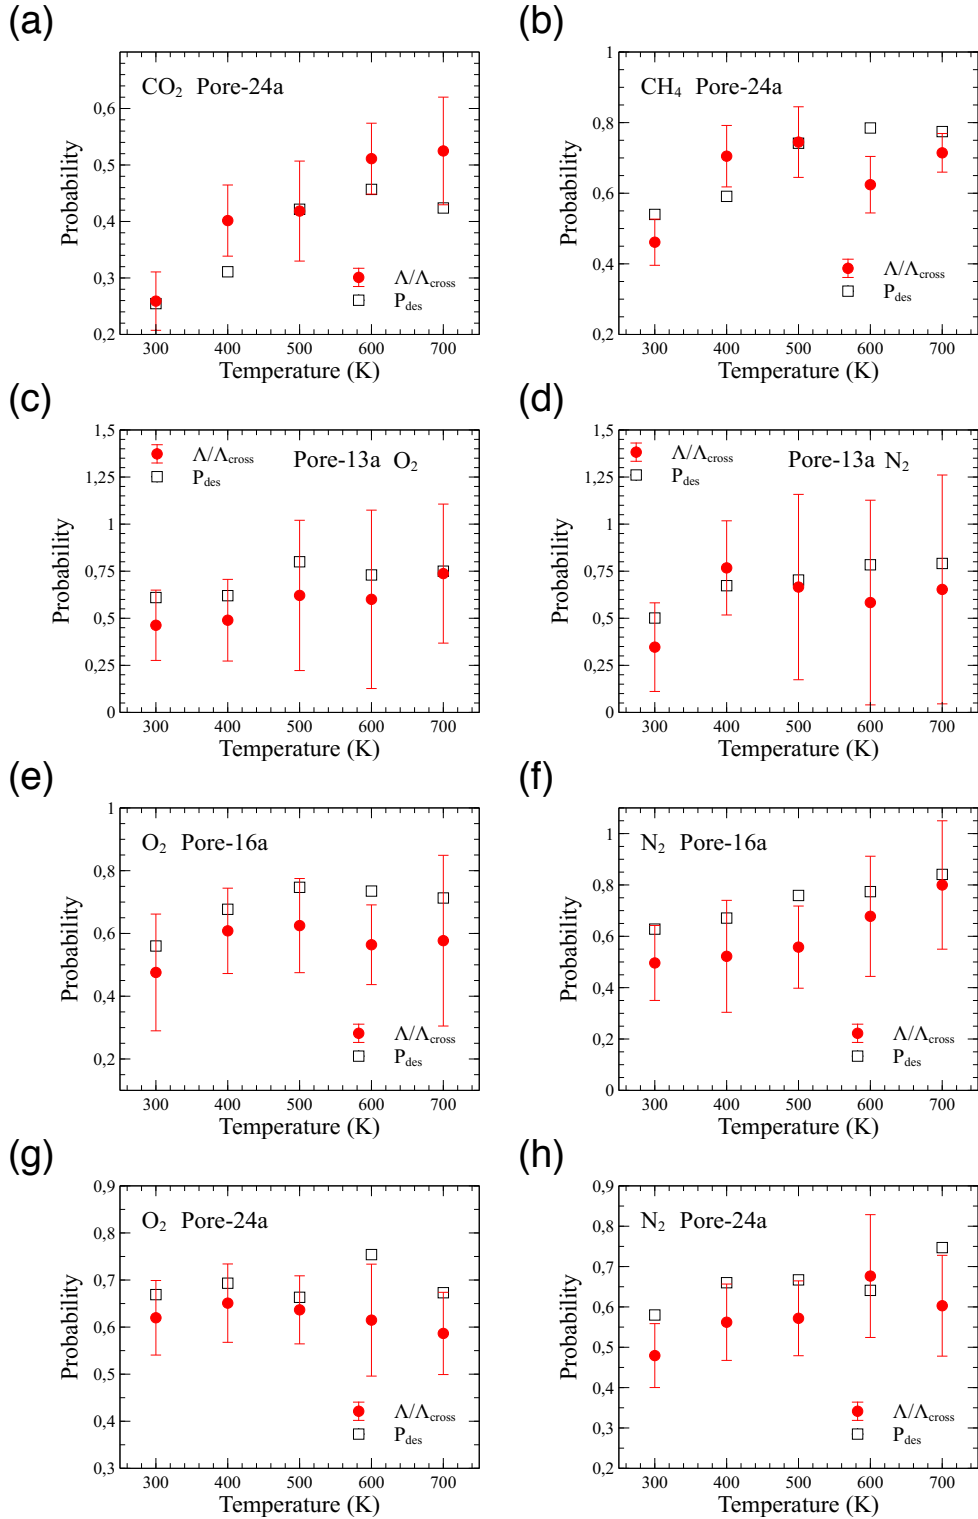 (a)
CO₂ Pore-24a
Probability
0,6
0,5
0,4
0,3
0,2
Λ/Λcross
Pdes
300 400 500 600 700
Temperature (K)
(b)
CH₄ Pore-24a
Probability
1
0,8
0,6
0,4
0,2
Λ/Λcross
Pdes
300 400 500 600 700
Temperature (K)
(c)
Λ/Λcross
Pdes
Pore-13a O₂
Probability
1,5
1,25
1
0,75
0,5
0,25
0
300 400 500 600 700
Temperature (K)
(d)
Λ/Λcross
Pdes
Pore-13a N₂
Probability
1,5
1,25
1
0,75
0,5
0,25
0
300 400 500 600 700
Temperature (K)
(e)
O₂ Pore-16a
Probability
1
0,8
0,6
0,4
0,2
Λ/Λcross
Pdes
300 400 500 600 700
Temperature (K)
(f)
N₂ Pore-16a
Probability
1
0,8
0,6
0,4
0,2
0
Λ/Λcross
Pdes
300 400 500 600 700
Temperature (K)
(g)
O₂ Pore-24a
Probability
0,9
0,8
0,7
0,6
0,5
0,4
0,3
Λ/Λcross
Pdes
300 400 500 600 700
Temperature (K)
(h)
N₂ Pore-24a
Probability
0,9
0,8
0,7
0,6
0,5
0,4
0,3
0,2
Λ/Λcross
Pdes
300 400 500 600 700
Temperature (K)